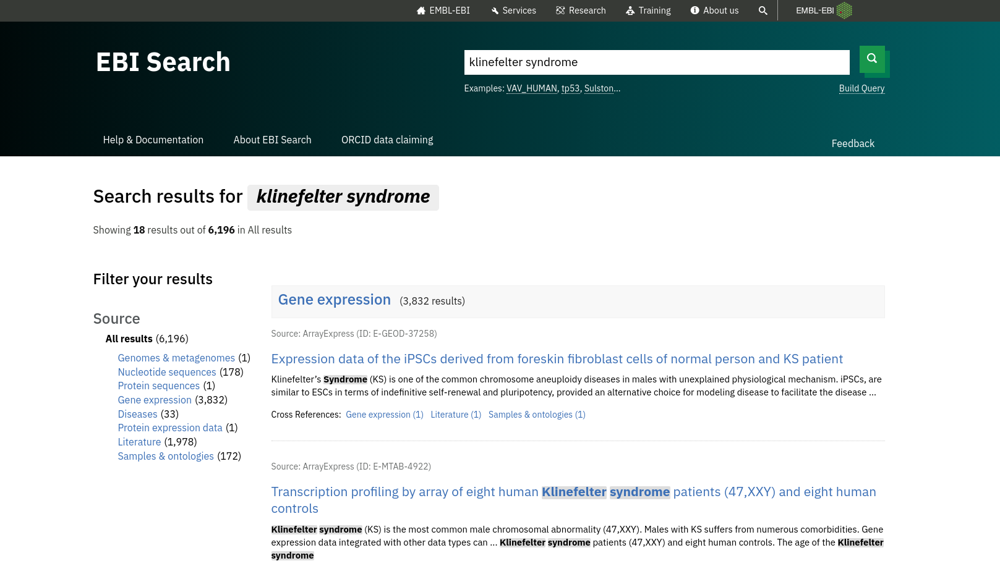 EMBL-EBI Services Research Training About us EMBL-EBI
EBI Search
klinefelter syndrome
Examples: VAV_HUMAN, tp53, Sulston... Build Query
Help & Documentation About EBI Search ORCID data claiming Feedback
Search results for klinefelter syndrome
Showing 18 results out of 6,196 in All results
Filter your results
Source
All results (6,196)
Genomes & metagenomes (1)
Nucleotide sequences (178)
Protein sequences (1)
Gene expression (3,832)
Diseases (33)
Protein expression data (1)
Literature (1,978)
Samples & ontologies (172)
Gene expression (3,832 results)
Source: ArrayExpress (ID: E-GEOD-37258)
Expression data of the iPSCs derived from foreskin fibroblast cells of normal person and KS patient
Klinefelter’s Syndrome (KS) is one of the common chromosome aneuploidy diseases in males with unexplained physiological mechanism. iPSCs, are
similar to ESCs in terms of indefinitive self-renewal and pluripotency, provided an alternative choice for modeling disease to facilitate the disease ...
Cross References: Gene expression (1) Literature (1) Samples & ontologies (1)
Source: ArrayExpress (ID: E-MTAB-4922)
Transcription profiling by array of eight human Klinefelter syndrome patients (47,XXY) and eight human
controls
Klinefelter syndrome (KS) is the most common male chromosomal abnormality (47,XXY). Males with KS suffers from numerous comorbidities. Gene
expression data integrated with other data types can ... Klinefelter syndrome patients (47,XXY) and eight human controls. The age of the Klinefelter
syndrome